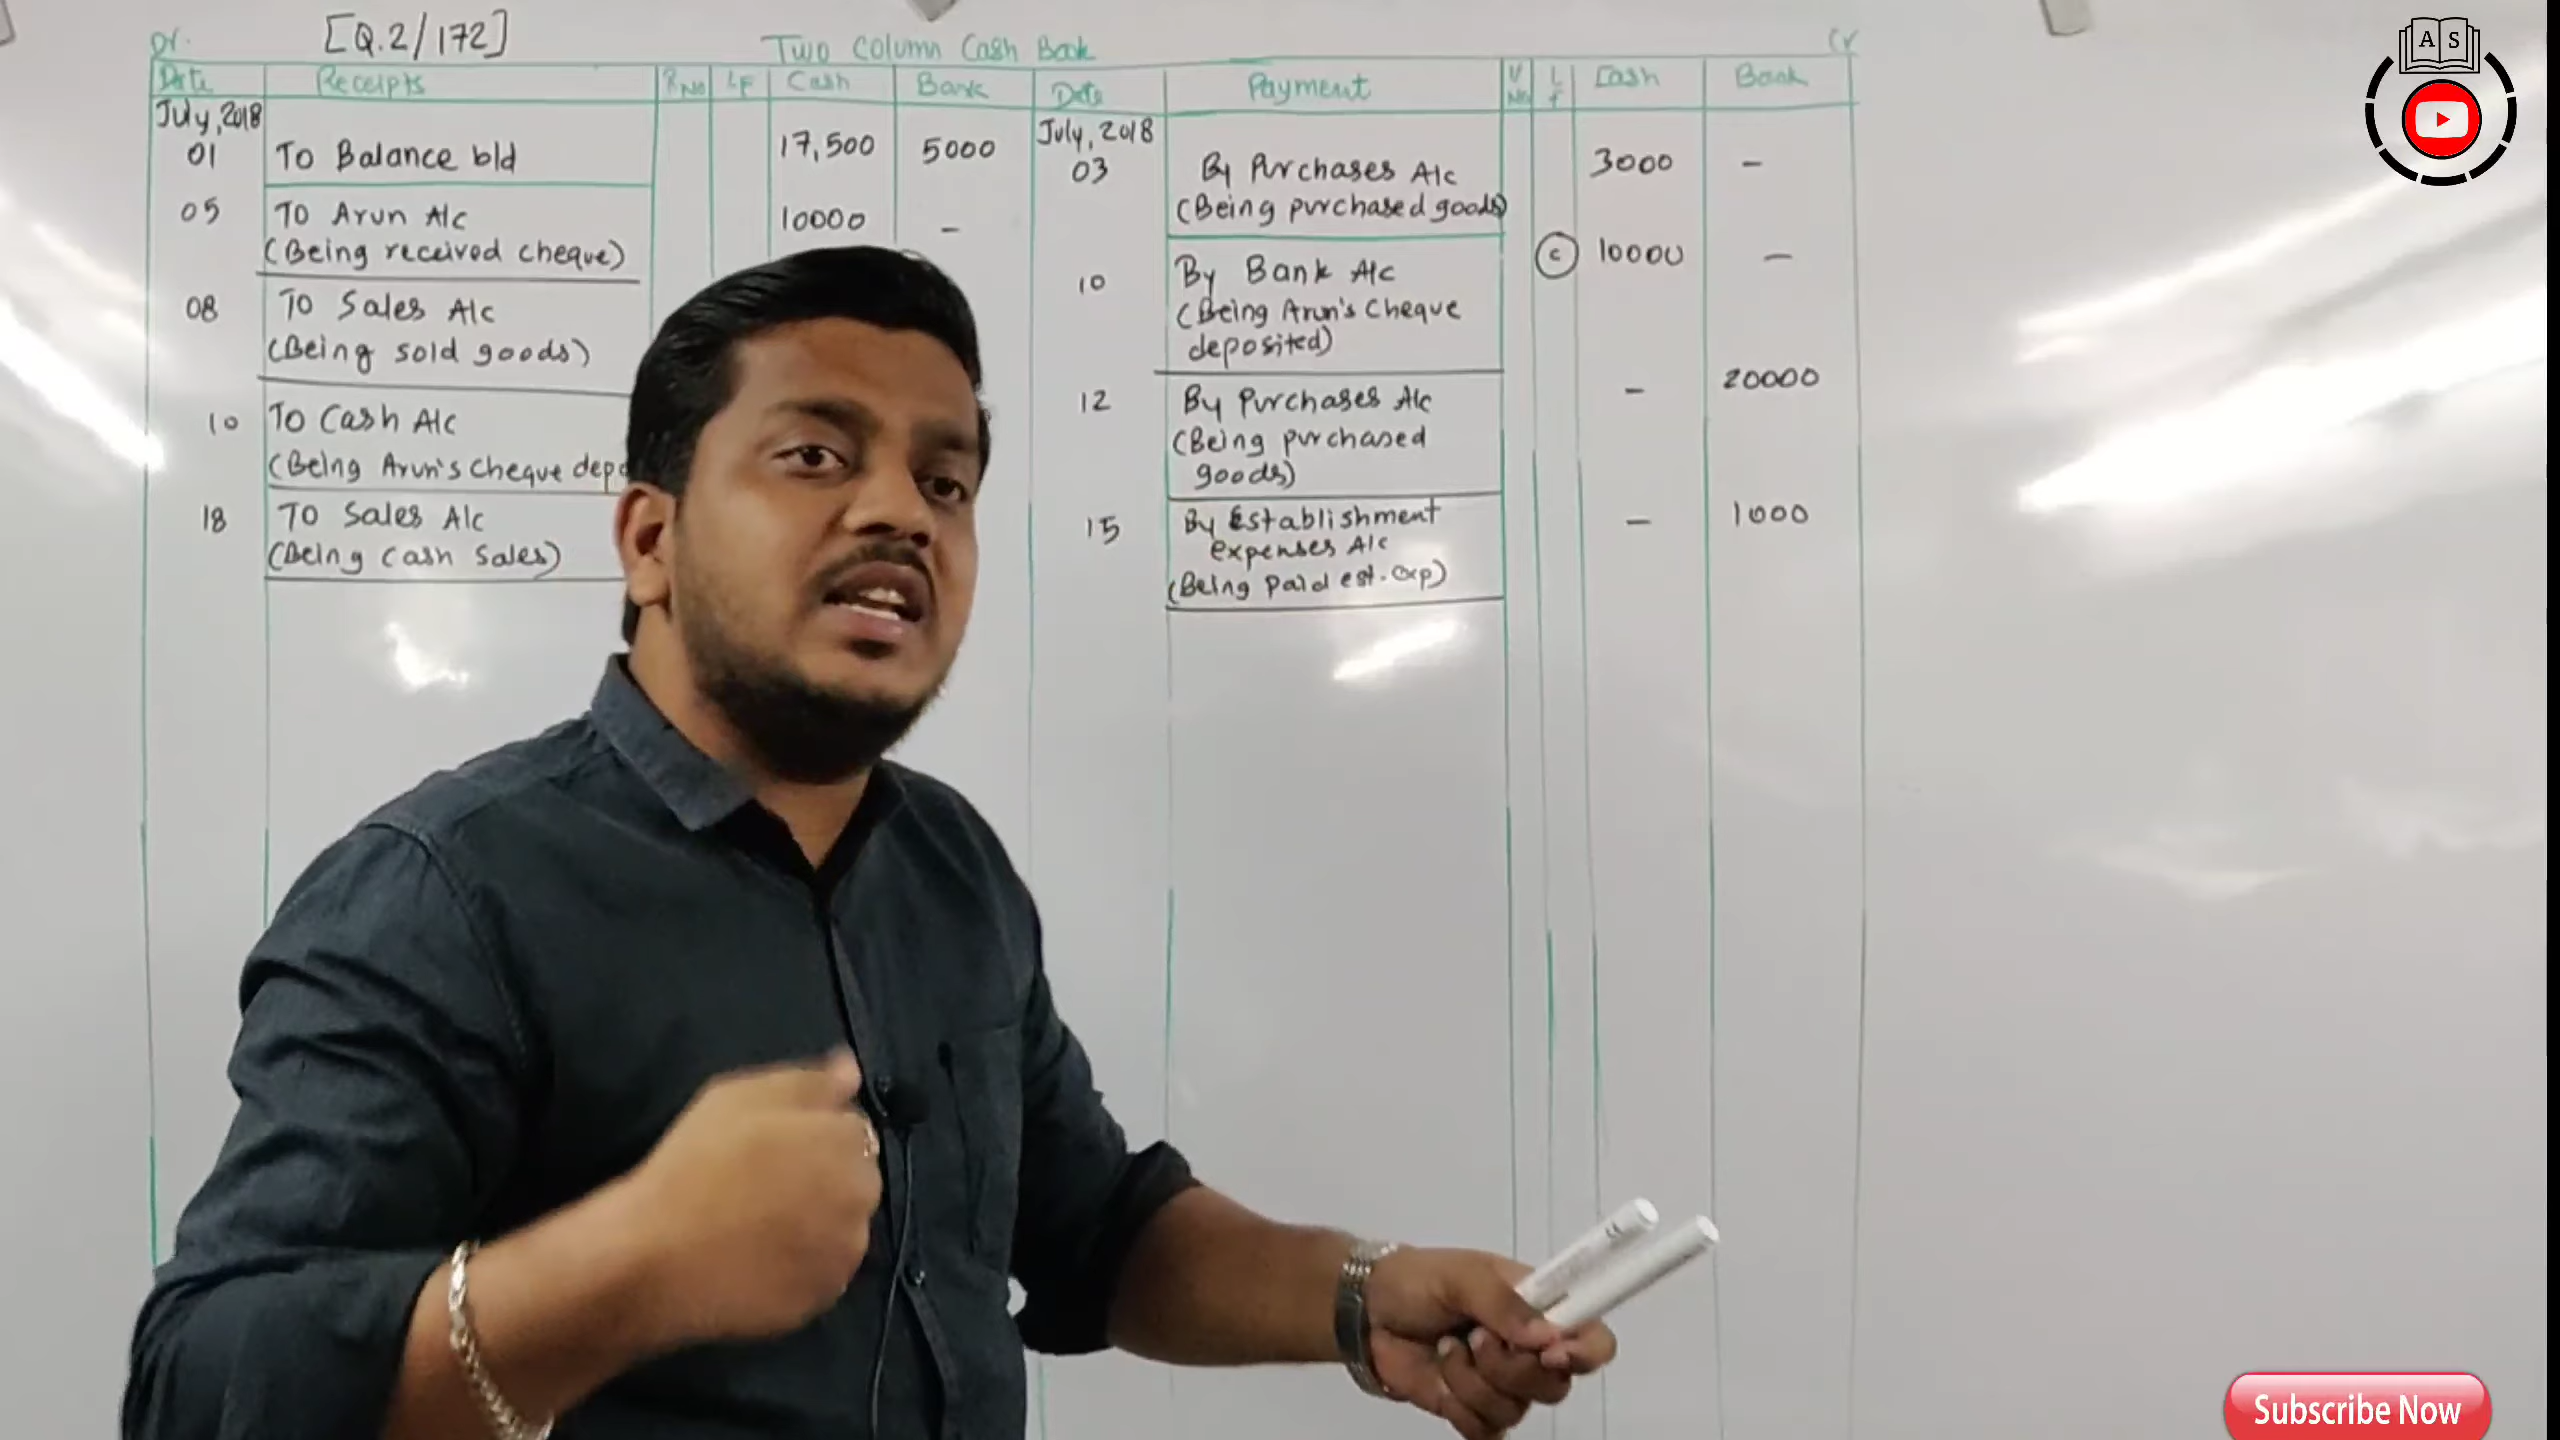 [Q.2/172]
Dr.
Two Column Cash Book
Cr
Date Receipts R No LF Cash Bank Date Payment V No L F Cash Bank
July, 2018
01 To Balance b/d 17,500 5000
05 To Arun A/c 10000 -
(Being received cheque)
08 To Sales A/c
(Being sold goods)
10 To Cash A/c
(Being Arun's cheque
18 To Sales A/c
(Being cash sales)
July, 2018
03 By Purchases A/c 3000 -
(Being purchased goods)
10 By Bank A/c C 10000 -
(Being Arun's cheque
deposited)
12 By Purchases A/c - 20000
(Being purchased
goods)
15 By Establishment - 1000
expenses A/c
(Being paid est. exp)
A S
Subscribe Now